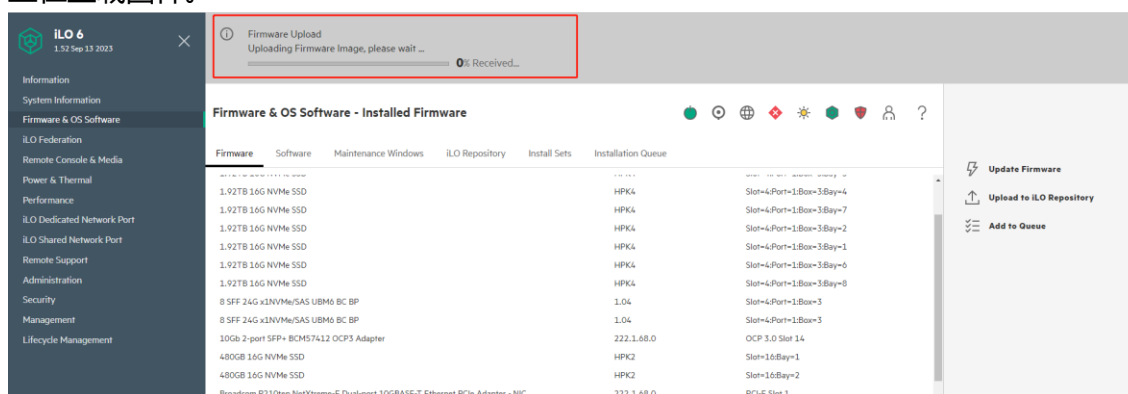 iLO 6
1.52 Sep 13 2023
Information
System Information
Firmware & OS Software
iLO Federation
Remote Console & Media
Power & Thermal
Performance
iLO Dedicated Network Port
iLO Shared Network Port
Remote Support
Administration
Security
Management
Lifecycle Management
Firmware Upload
Uploading Firmware Image, please wait ...
0% Received...
Firmware & OS Software - Installed Firmware
Firmware Software Maintenance Windows iLO Repository Install Sets Installation Queue
1.92TB 16G NVMe SSD HPK4 Slot=4:Port=1:Box=3:Bay=4
1.92TB 16G NVMe SSD HPK4 Slot=4:Port=1:Box=3:Bay=7
1.92TB 16G NVMe SSD HPK4 Slot=4:Port=1:Box=3:Bay=2
1.92TB 16G NVMe SSD HPK4 Slot=4:Port=1:Box=3:Bay=1
1.92TB 16G NVMe SSD HPK4 Slot=4:Port=1:Box=3:Bay=6
1.92TB 16G NVMe SSD HPK4 Slot=4:Port=1:Box=3:Bay=8
8 SFF 24G x1NVMe/SAS UBM6 BC BP 1.04 Slot=4:Port=1:Box=3
8 SFF 24G x1NVMe/SAS UBM6 BC BP 1.04 Slot=4:Port=1:Box=3
10Gb 2-port SFP+ BCM57412 OCP3 Adapter 222.1.68.0 OCP 3.0 Slot 14
480GB 16G NVMe SSD HPK2 Slot=16:Bay=1
480GB 16G NVMe SSD HPK2 Slot=16:Bay=2
Update Firmware
Upload to iLO Repository
Add to Queue